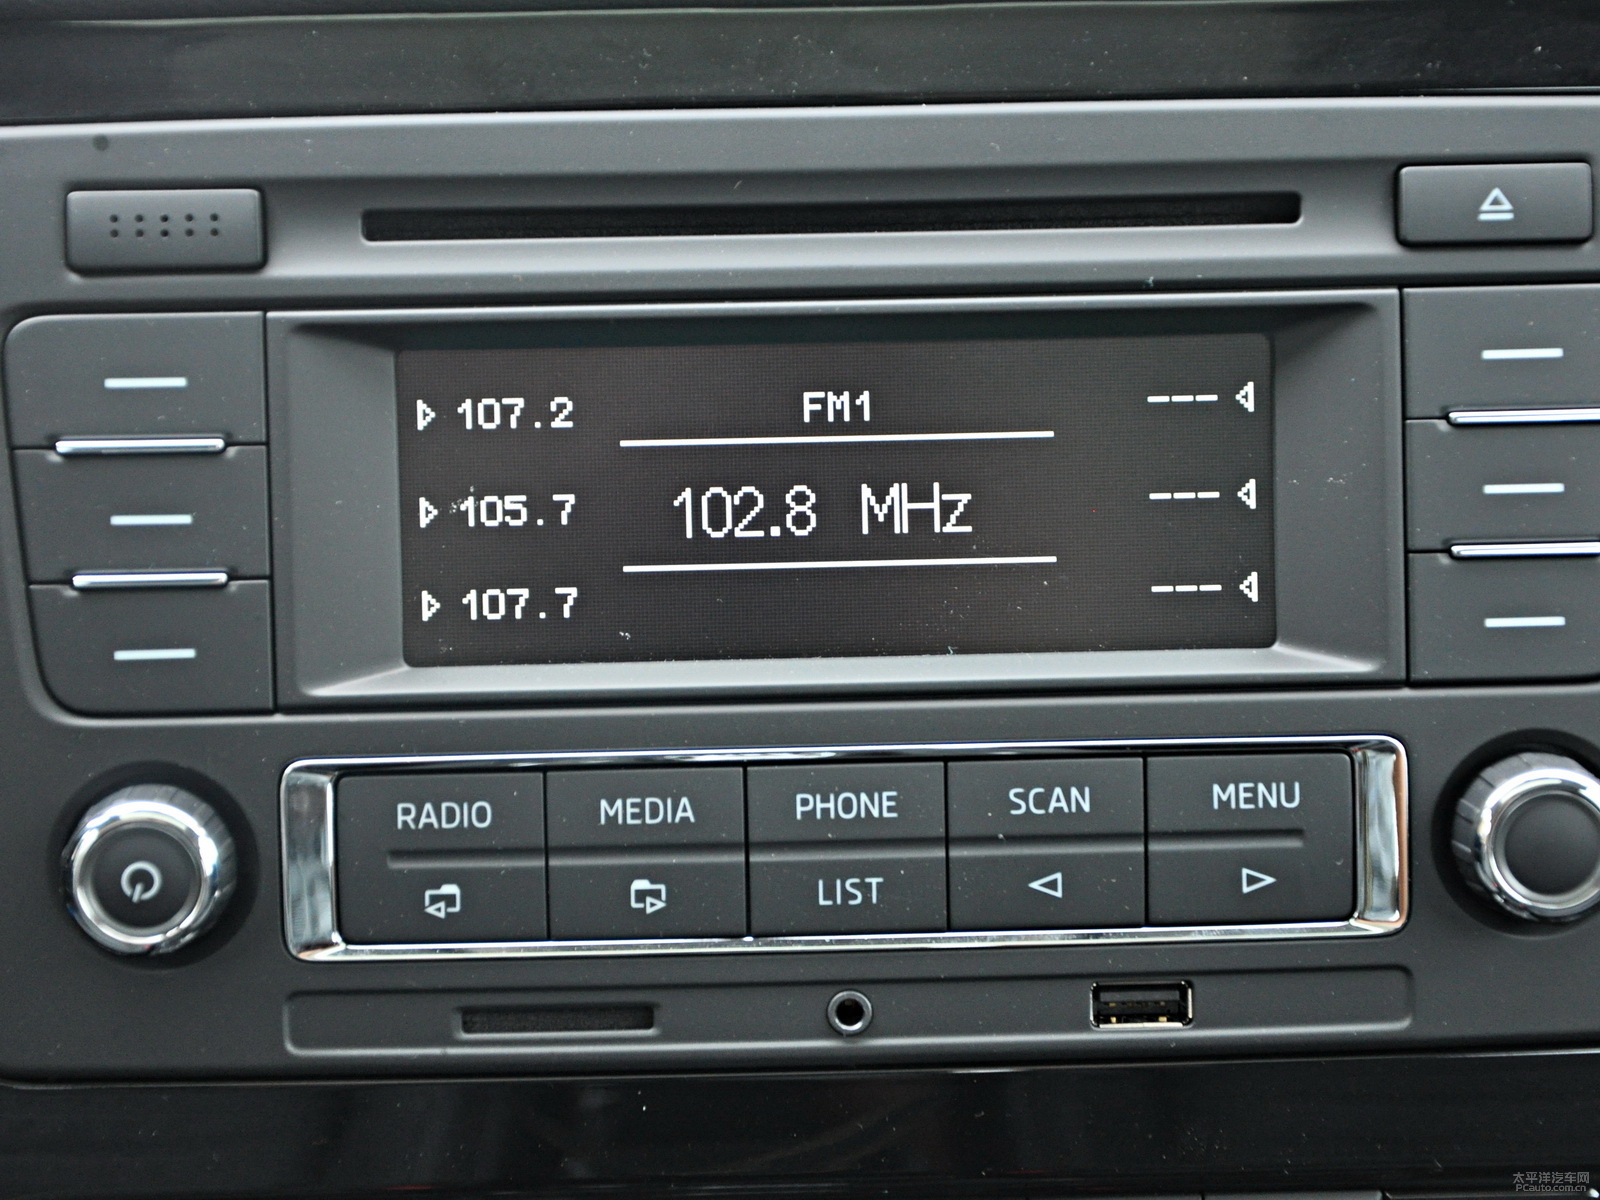 107.2 FM1 ---
105.7 102.8 MHz ---
107.7 ---
RADIO MEDIA PHONE SCAN MENU
LIST
太平洋汽车网
PCauto.com.cn